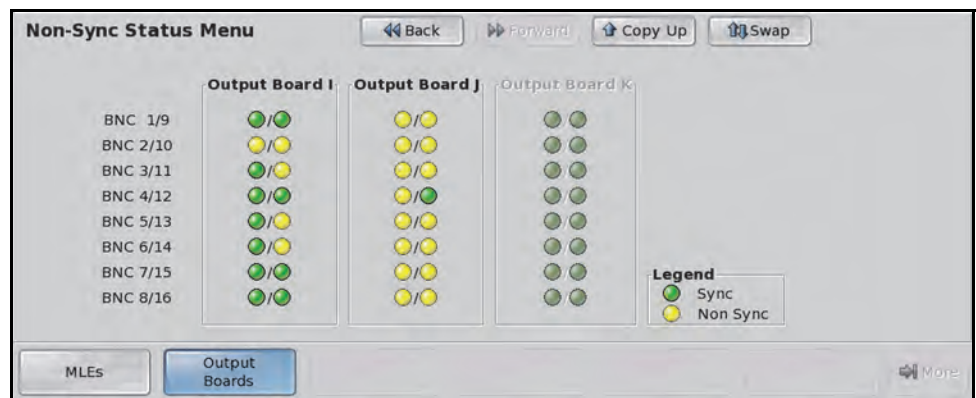 Non-Sync Status Menu Back Forward Copy Up Swap
Output Board I Output Board J Output Board K
BNC 1/9 / /
BNC 2/10 / /
BNC 3/11 / /
BNC 4/12 / /
BNC 5/13 / /
BNC 6/14 / /
BNC 7/15 / /
BNC 8/16 / /
Legend
Sync
Non Sync
MLEs Output Boards More